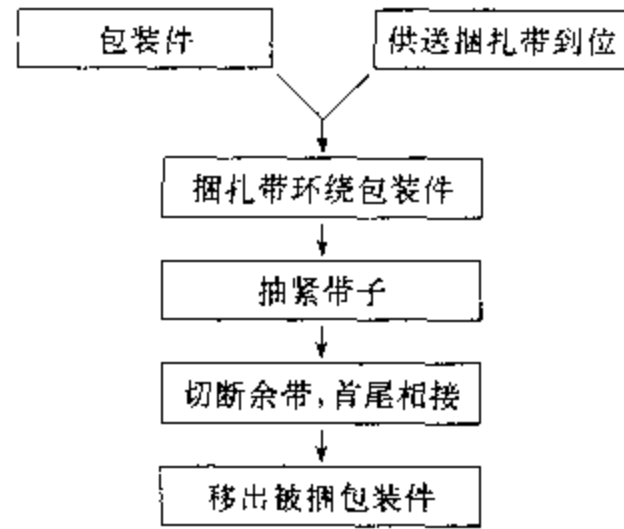 包装件
供送捆扎带到位
捆扎带环绕包装件
抽紧带子
切断余带,首尾相接
移出被捆包装件